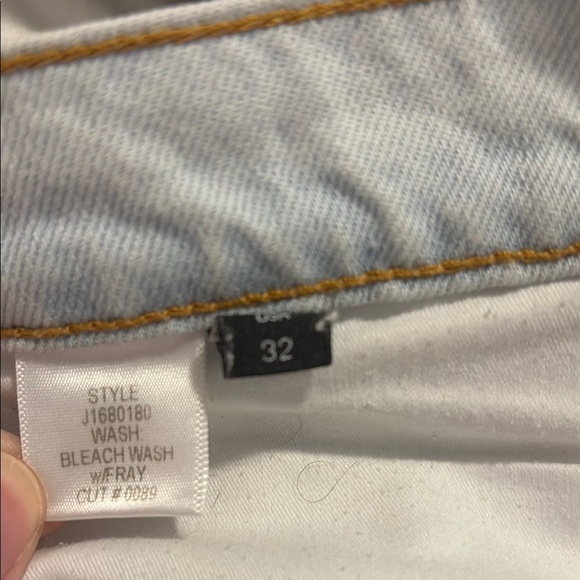 32
STYLE
J1680180
WASH:
BLEACH WASH
w/FRAY
CUT # 0089